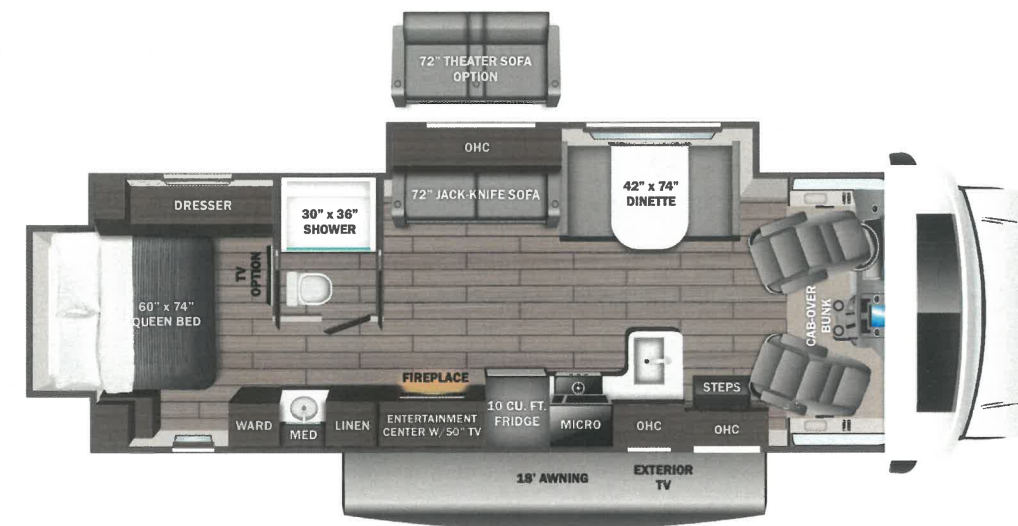 72" THEATER SOFA
OPTION
OHC
72" JACK-KNIFE SOFA
42" x 74"
DINETTE
DRESSER
30" x 36"
SHOWER
TV
OPTION
60" x 74"
QUEEN BED
CAB-OVER
BUNK
FIREPLACE
STEPS
WARD
MED
LINEN
ENTERTAINMENT
CENTER W/ 50" TV
10 CU. FT.
FRIDGE
MICRO
OHC
OHC
18' AWNING
EXTERIOR
TV